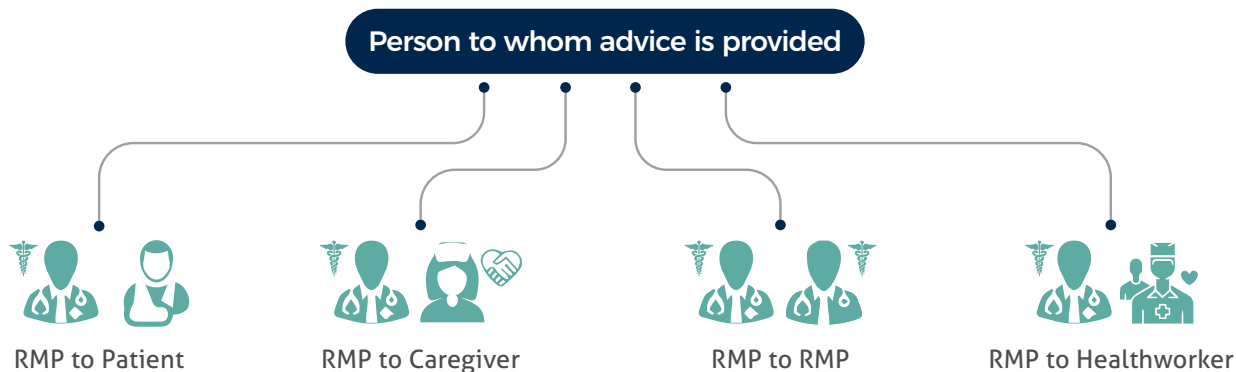 Person to whom advice is provided
RMP to Patient
RMP to Caregiver
RMP to RMP
RMP to Healthworker